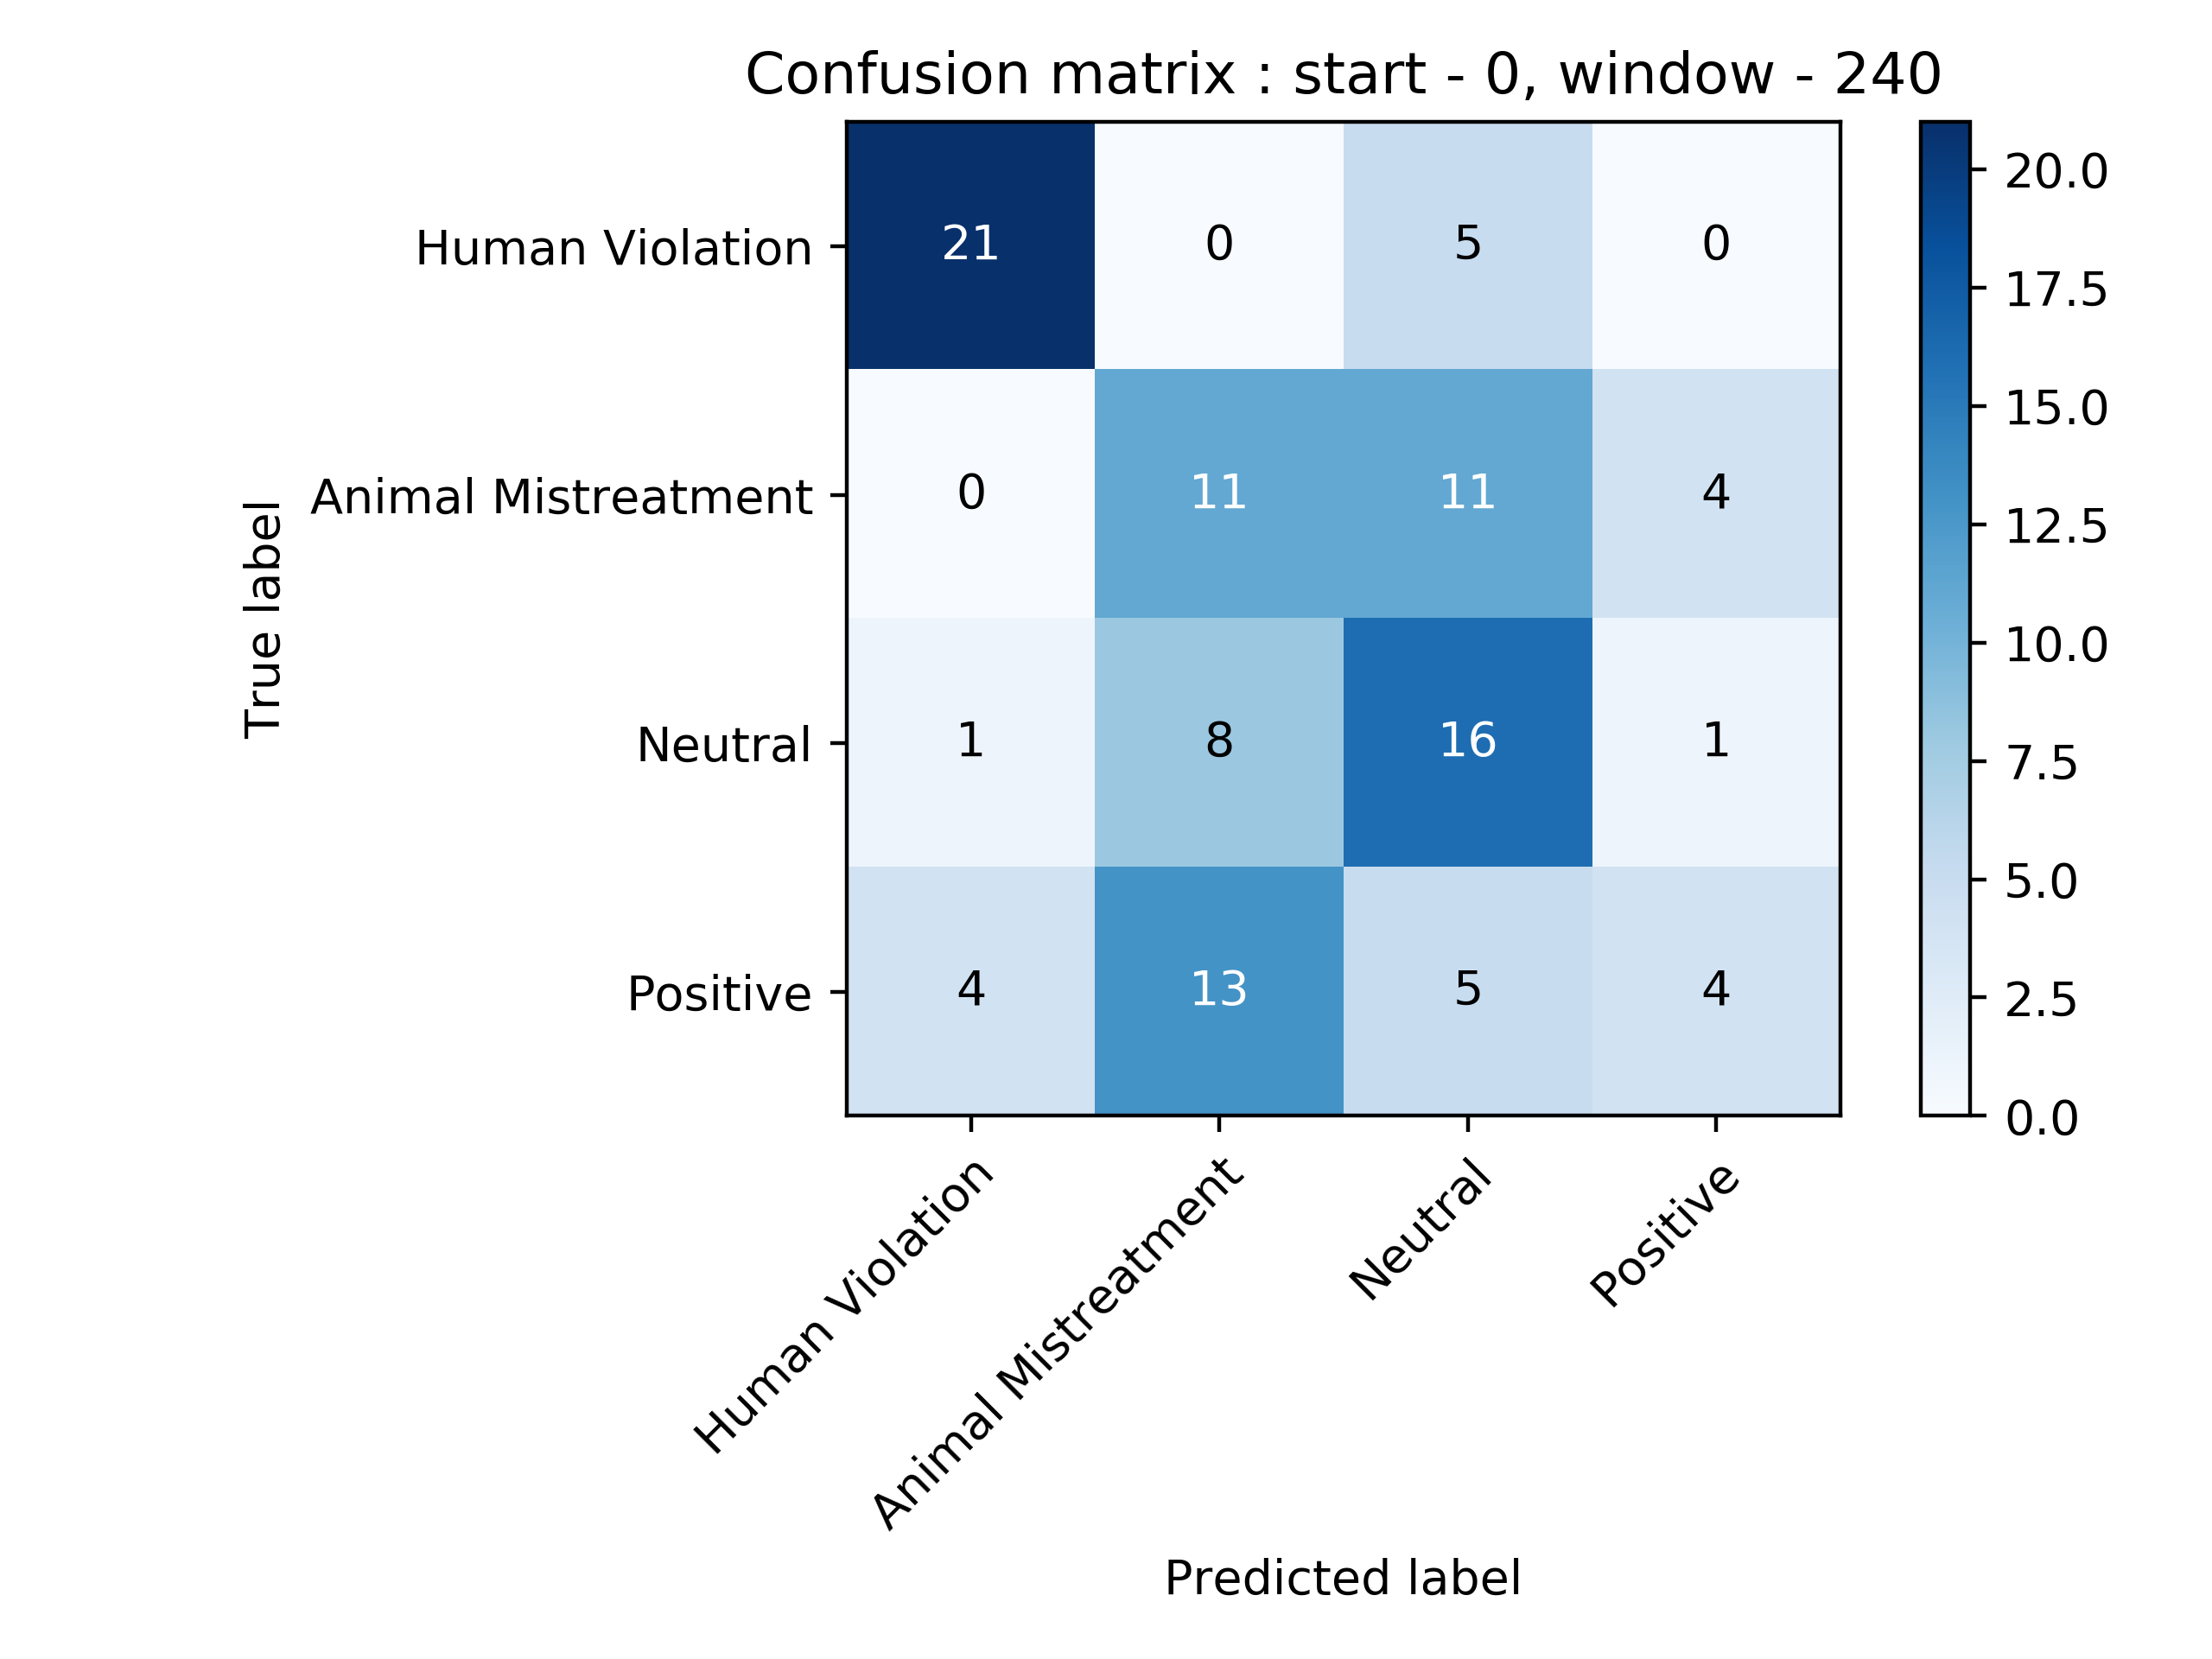 Confusion matrix : start - 0, window - 240
True label
Human Violation
21 0 5 0
Animal Mistreatment
0 11 11 4
Neutral
1 8 16 1
Positive
4 13 5 4
20.0
17.5
15.0
12.5
10.0
7.5
5.0
2.5
0.0
Human Violation
Animal Mistreatment
Neutral
Positive
Predicted label